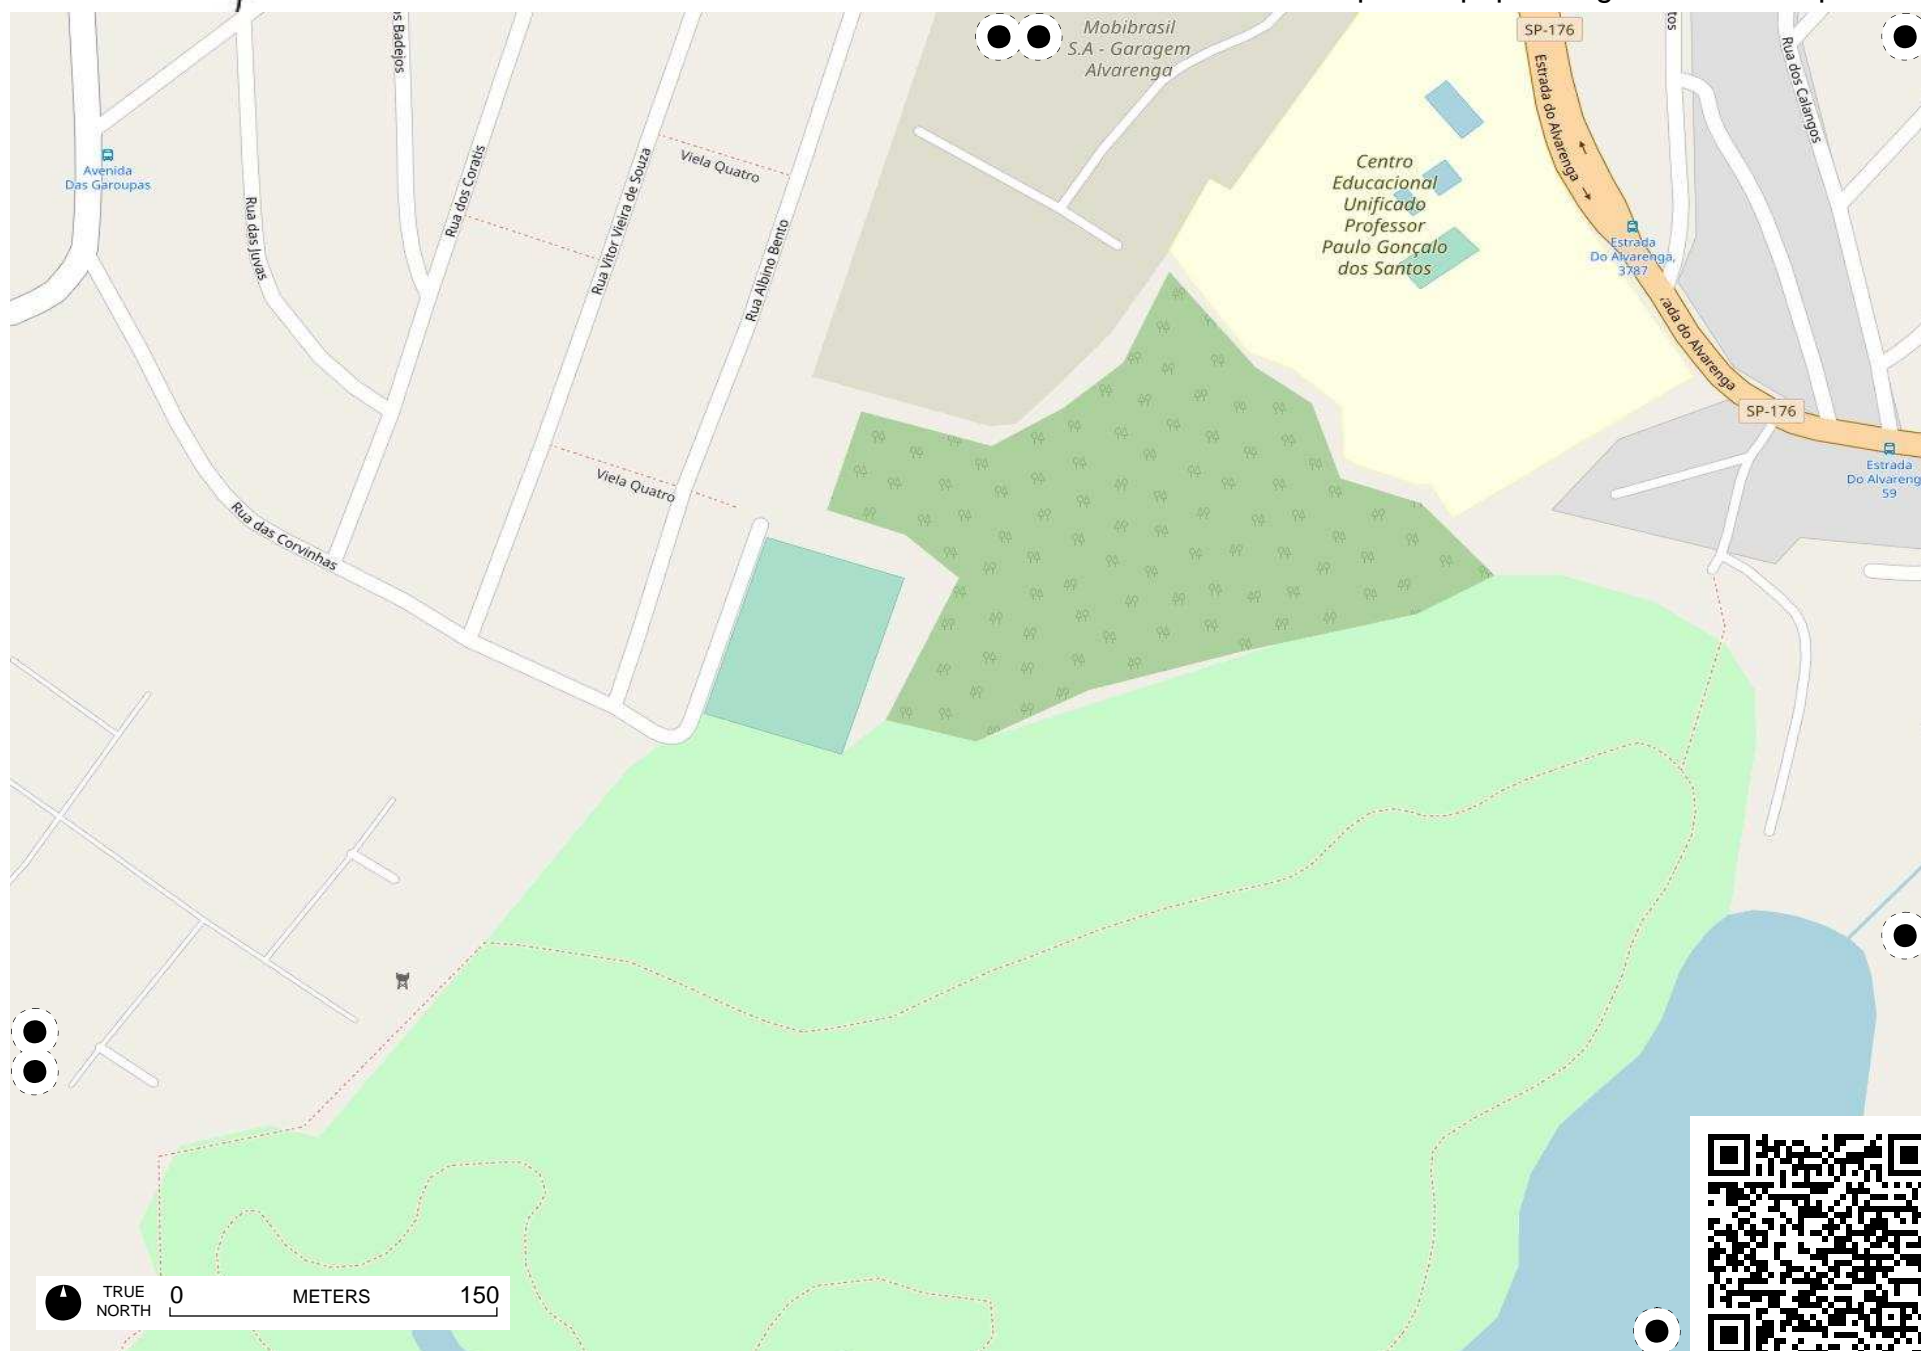 Mobibrasil
S.A - Garagem
Alvarenga
SP-176
Rua dos Calangos
Estrada do Alvarenga
Avenida
Das Garoupas
Rua das Juvas
Rua dos Coratis
Rua Vitor Vieira de Souza
Viela Quatro
Rua Albino Bento
Centro
Educacional
Unificado
Professor
Paulo Gonçalo
dos Santos
Estrada
Do Alvarenga,
3787
do Alvarenga
SP-176
Estrada
59
Viela Quatro
Rua das Corvinhas
TRUE
NORTH
0 METERS 150